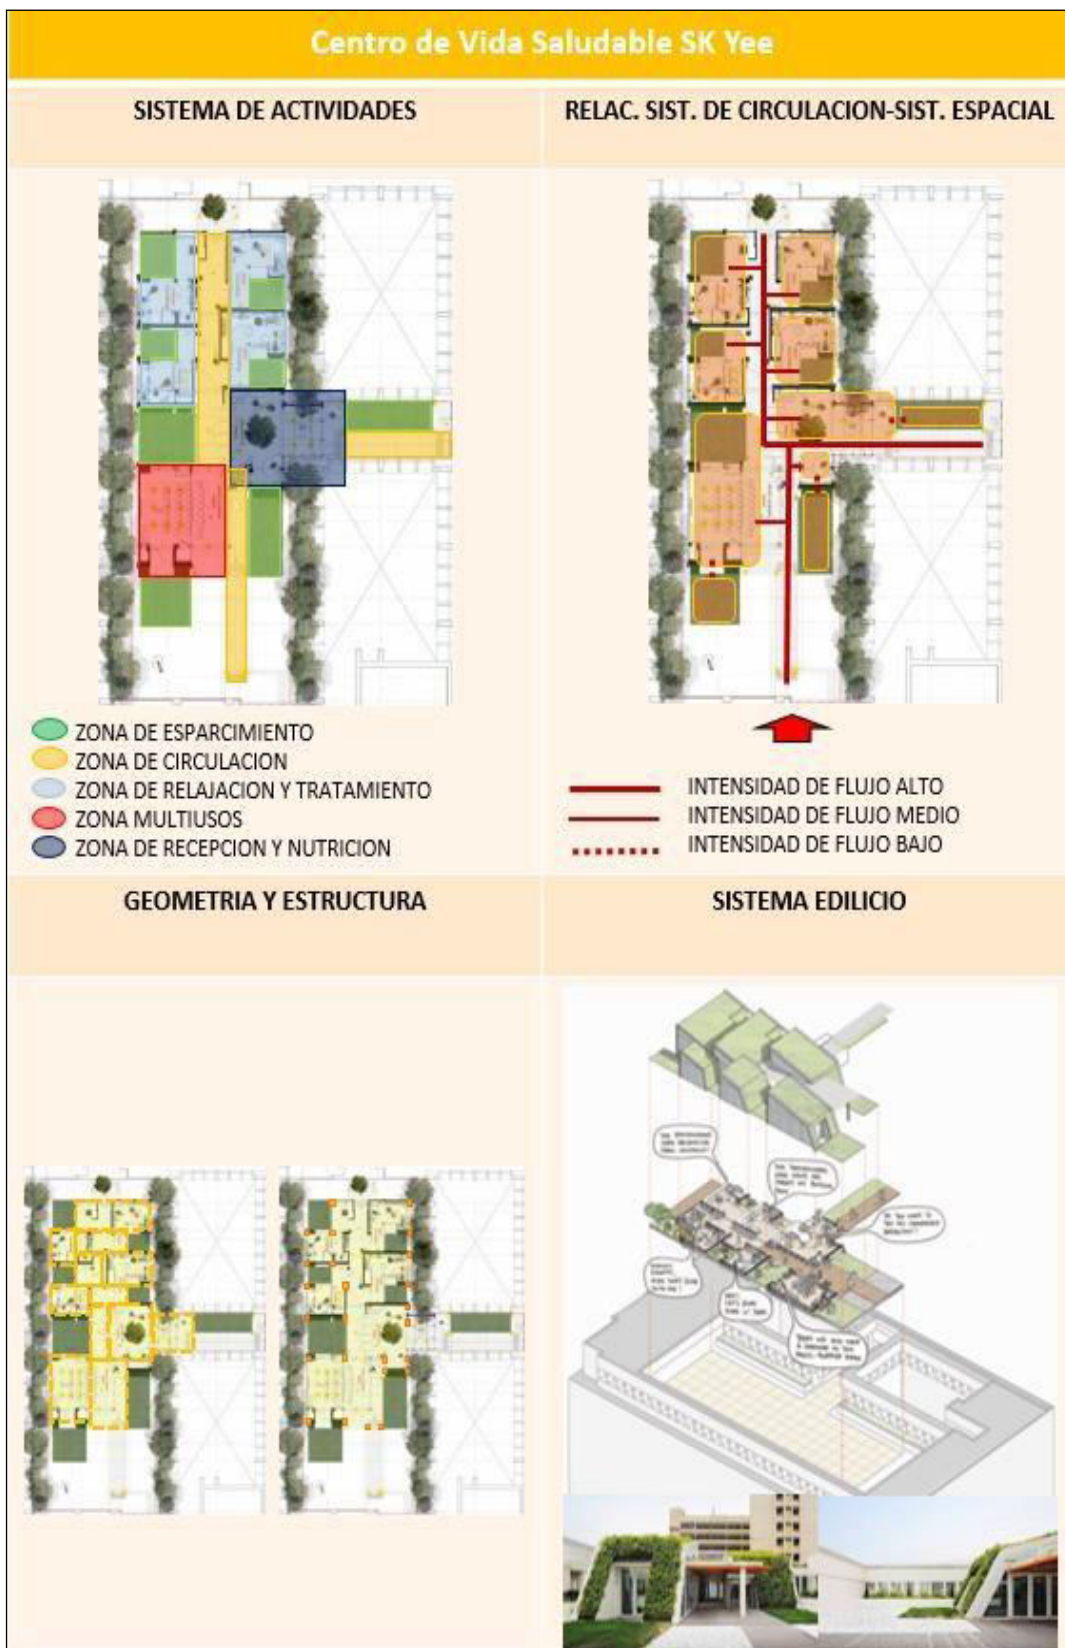 Centro de Vida Saludable SK Yee
SISTEMA DE ACTIVIDADES
RELAC. SIST. DE CIRCULACION-SIST. ESPACIAL
ZONA DE ESPARCIMIENTO
ZONA DE CIRCULACION
ZONA DE RELAJACION Y TRATAMIENTO
ZONA MULTIUSOS
ZONA DE RECEPCION Y NUTRICION
INTENSIDAD DE FLUJO ALTO
INTENSIDAD DE FLUJO MEDIO
INTENSIDAD DE FLUJO BAJO
GEOMETRIA Y ESTRUCTURA
SISTEMA EDILICIO